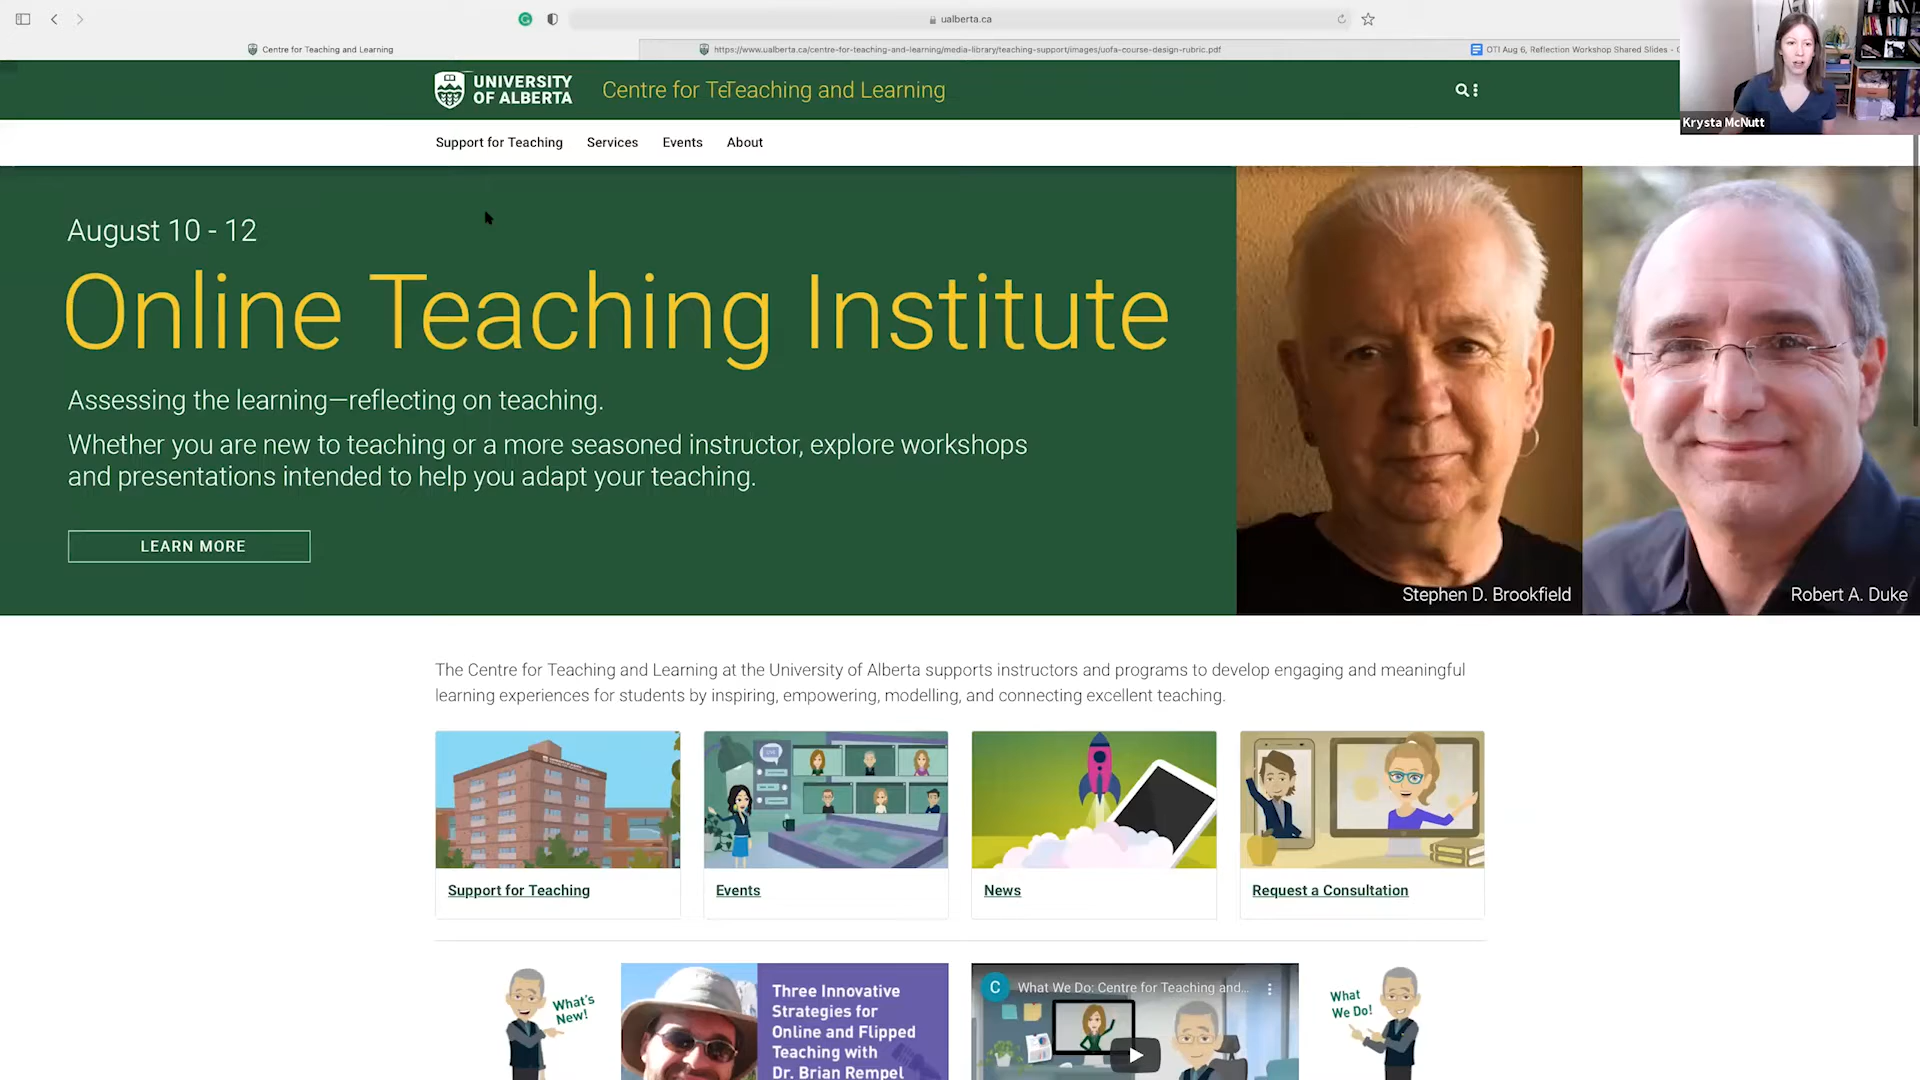 ualberta.ca
Centre for Teaching and Learning
https://www.ualberta.ca/centre-for-teaching-and-learning/media-library/teaching-support/images/uofa-course-design-rubric.pdf
OTI Aug 6, Reflection Workshop Shared Slides -
UNIVERSITY
OF ALBERTA
Centre for TeTeaching and Learning
Krysta McNutt
Support for Teaching
Services
Events
About
August 10 - 12
Online Teaching Institute
Assessing the learning—reflecting on teaching.
Whether you are new to teaching or a more seasoned instructor, explore workshops
and presentations intended to help you adapt your teaching.
LEARN MORE
Stephen D. Brookfield
Robert A. Duke
The Centre for Teaching and Learning at the University of Alberta supports instructors and programs to develop engaging and meaningful
learning experiences for students by inspiring, empowering, modelling, and connecting excellent teaching.
Support for Teaching
Events
News
Request a Consultation
What's
New!
Three Innovative
Strategies for
Online and Flipped
Teaching with
Dr. Brian Rempel
C
What We Do: Centre for Teaching and...
What
We Do!